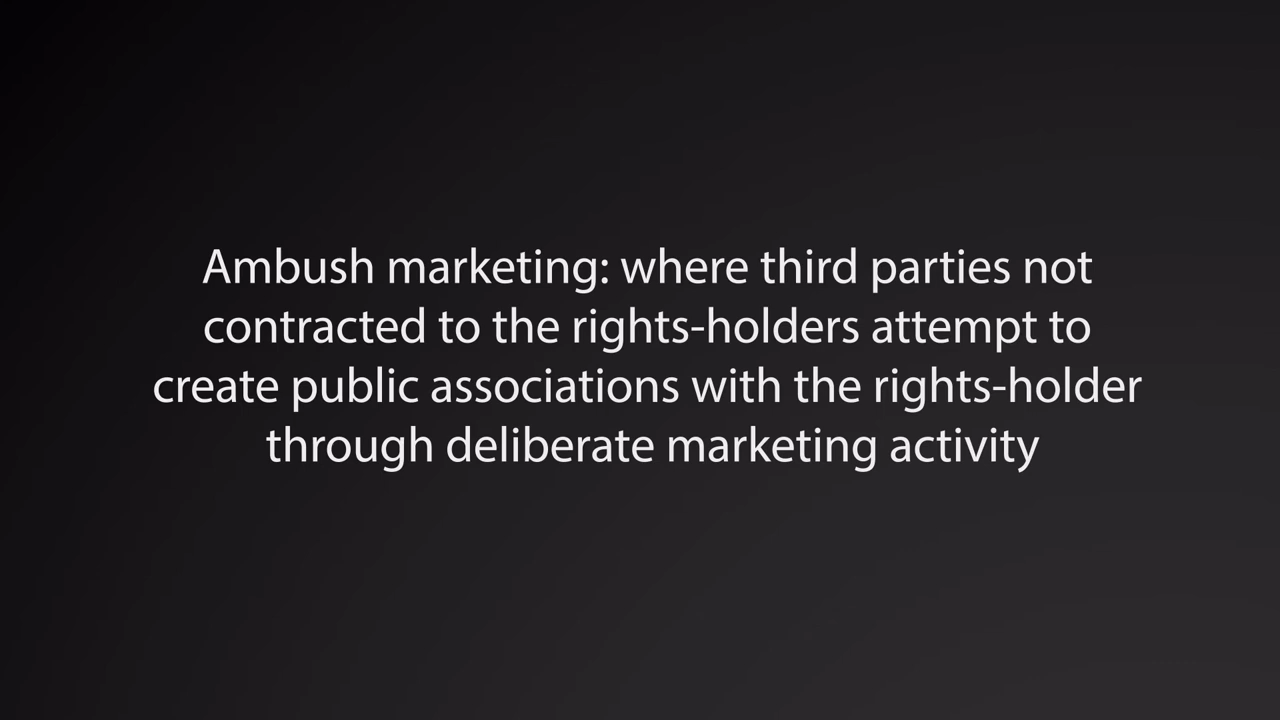 Ambush marketing: where third parties not
contracted to the rights-holders attempt to
create public associations with the rights-holder
through deliberate marketing activity